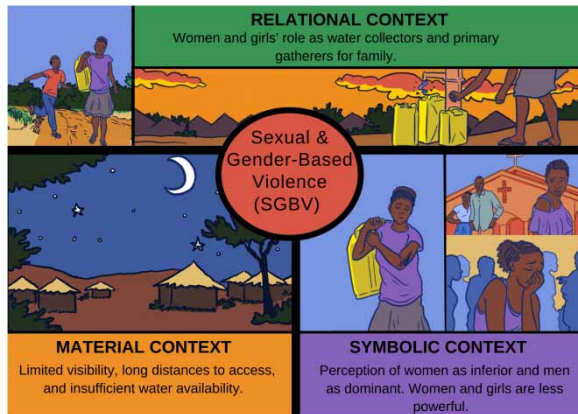 RELATIONAL CONTEXT
Women and girls' role as water collectors and primary
gatherers for family.
Sexual &
Gender-Based
Violence
(SGBV)
MATERIAL CONTEXT
Limited visibility, long distances to access,
and insufficient water availability.
SYMBOLIC CONTEXT
Perception of women as inferior and men
as dominant. Women and girls are less
powerful.